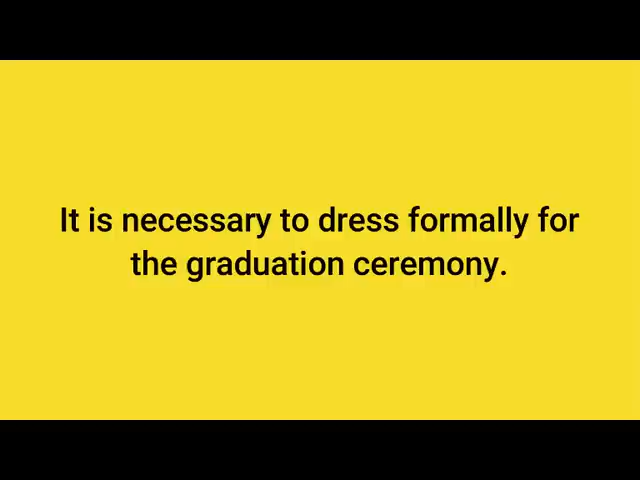 It is necessary to dress formally for
the graduation ceremony.